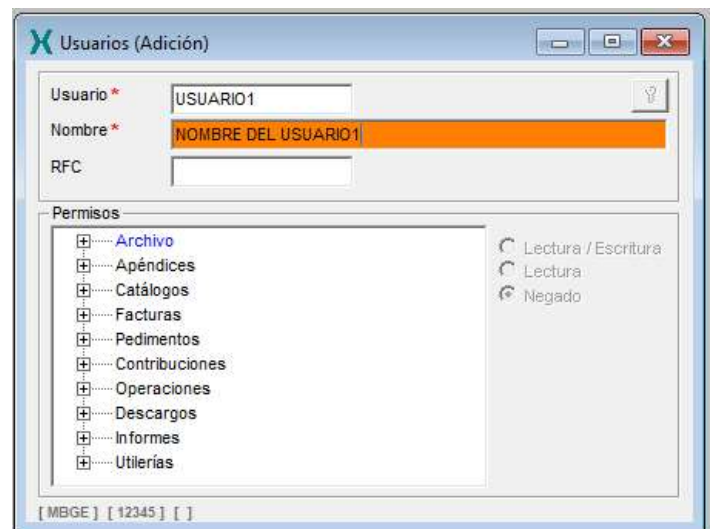 Usuarios (Adición)
Usuario *
USUARIO1
Nombre *
NOMBRE DEL USUARIO1
RFC
Permisos
Archivo
Apéndices
Catálogos
Facturas
Pedimentos
Contribuciones
Operaciones
Descargos
Informes
Utilerías
Lectura / Escritura
Lectura
Negado
[ MBGE ] [ 12345 ] [ ]